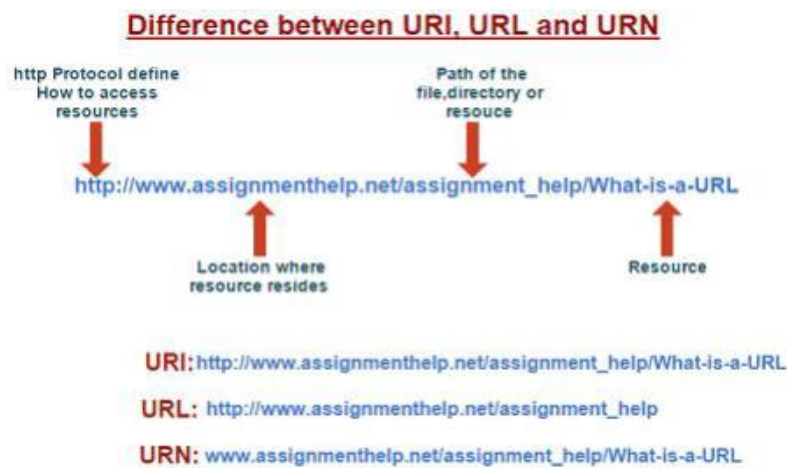 Difference between URI, URL and URN
http Protocol define
How to access
resources
Path of the
file,directory or
resouce
http://www.assignmenthelp.net/assignment_help/What-is-a-URL
Location where
resource resides
Resource
URI:http://www.assignmenthelp.net/assignment_help/What-is-a-URL
URL: http://www.assignmenthelp.net/assignment_help
URN: www.assignmenthelp.net/assignment_help/What-is-a-URL